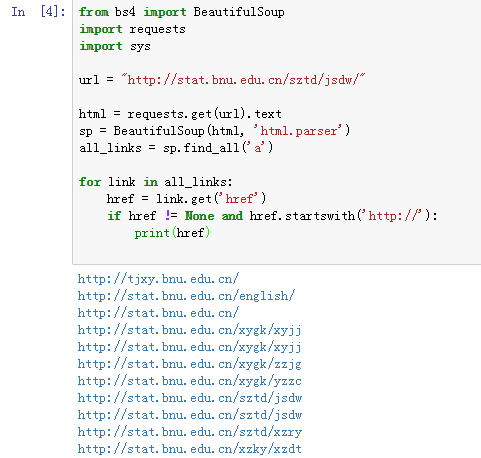 In [4]:
from bs4 import BeautifulSoup
import requests
import sys
url = "http://stat.bnu.edu.cn/sztd/jsdw/"
html = requests.get(url).text
sp = BeautifulSoup(html, 'html.parser')
all_links = sp.find_all('a')
for link in all_links:
    href = link.get('href')
    if href != None and href.startswith('http://'):
        print(href)
http://tjxy.bnu.edu.cn/
http://stat.bnu.edu.cn/english/
http://stat.bnu.edu.cn/
http://stat.bnu.edu.cn/xygk/xyjj
http://stat.bnu.edu.cn/xygk/xyjj
http://stat.bnu.edu.cn/xygk/zzjg
http://stat.bnu.edu.cn/xygk/yzzc
http://stat.bnu.edu.cn/sztd/jsdw
http://stat.bnu.edu.cn/sztd/jsdw
http://stat.bnu.edu.cn/sztd/xzry
http://stat.bnu.edu.cn/xzky/xzdt